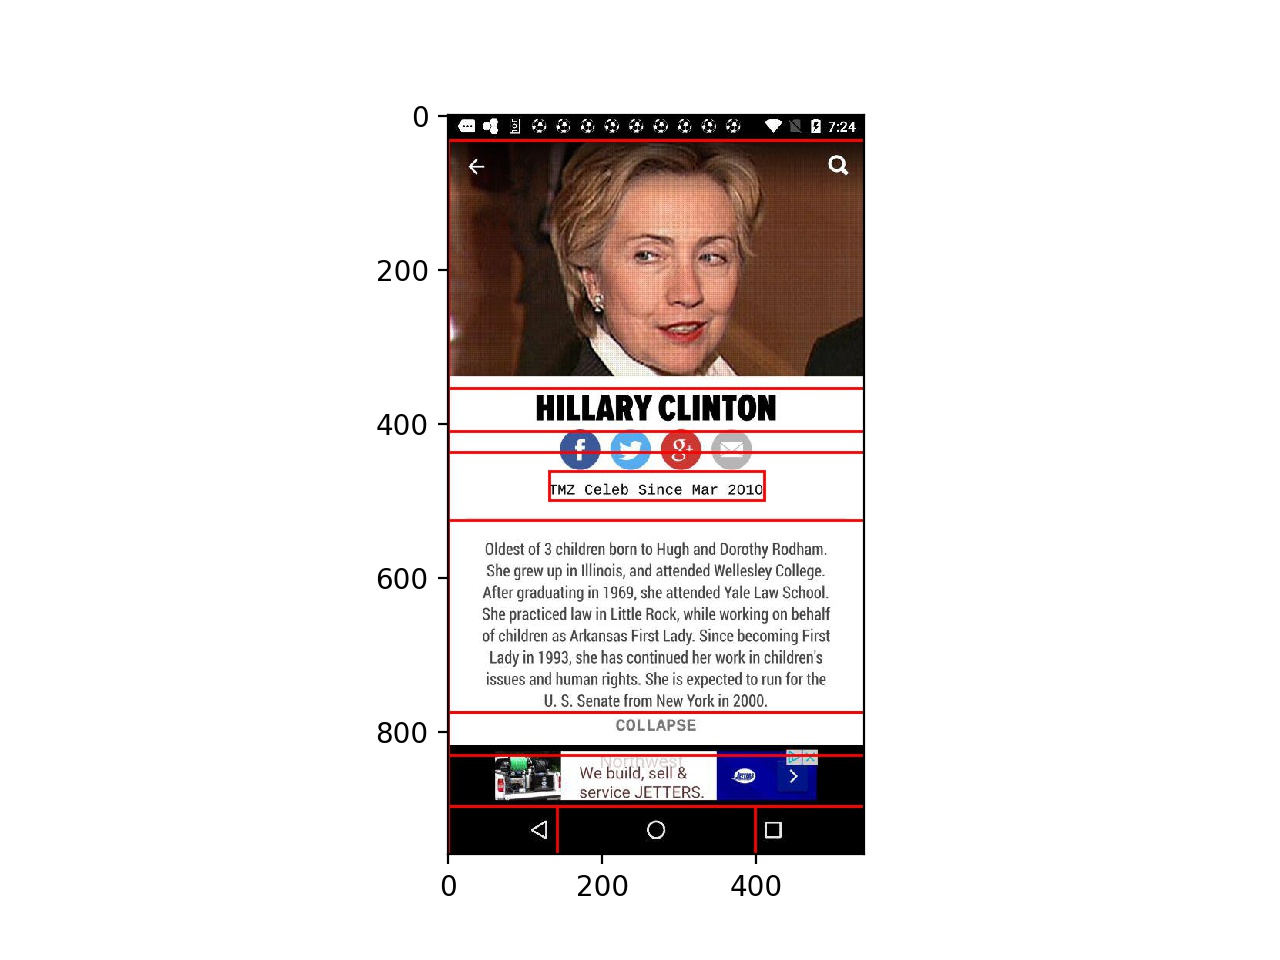 0
7:24
200
400
HILLARY CLINTON
f g+
TMZ Celeb Since Mar 2010
600
Oldest of 3 children born to Hugh and Dorothy Rodham.
She grew up in Illinois, and attended Wellesley College.
After graduating in 1969, she attended Yale Law School.
She practiced law in Little Rock, while working on behalf
of children as Arkansas First Lady. Since becoming First
Lady in 1993, she has continued her work in children's
issues and human rights. She is expected to run for the
U. S. Senate from New York in 2000.
COLLAPSE
800
Northwest
We build, sell &
service JETTERS.
0 200 400